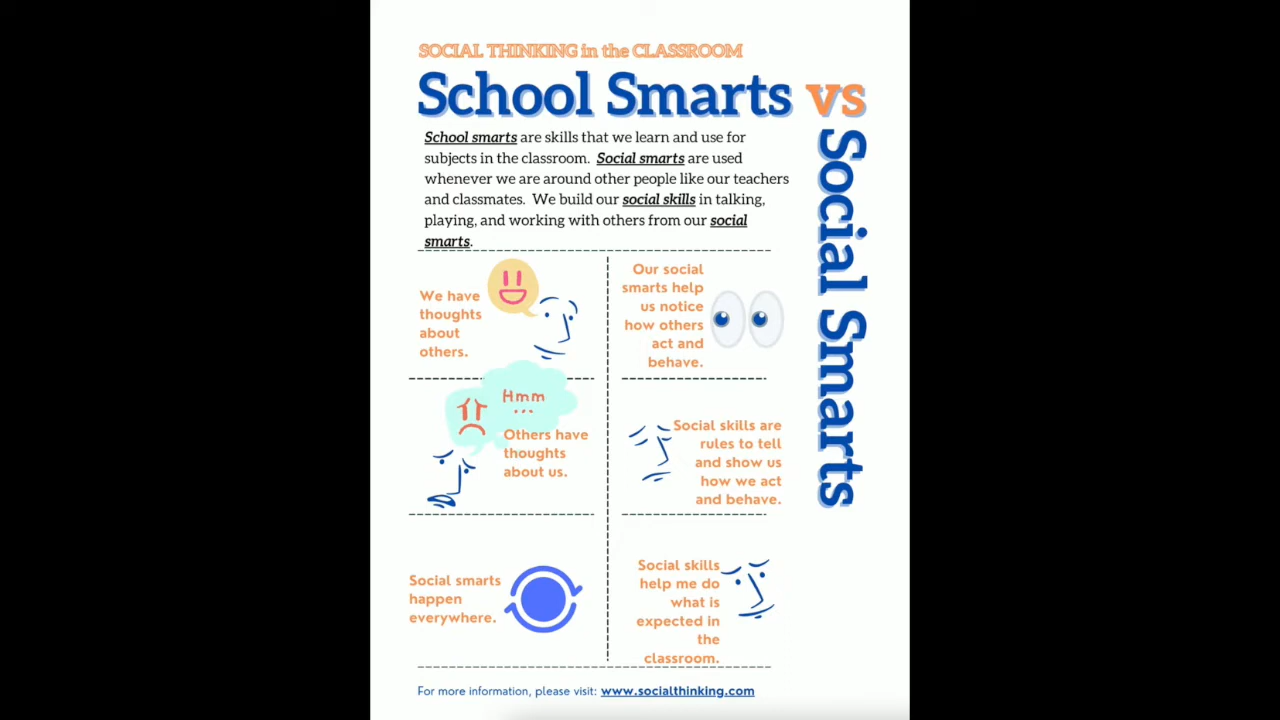 SOCIAL THINKING in the CLASSROOM
School Smarts vs
Social Smarts
School smarts are skills that we learn and use for
subjects in the classroom. Social smarts are used
whenever we are around other people like our teachers
and classmates. We build our social skills in talking,
playing, and working with others from our social
smarts.
We have
thoughts
about
others.
Our social
smarts help
us notice
how others
act and
behave.
Hmm
...
Others have
thoughts
about us.
Social skills are
rules to tell
and show us
how we act
and behave.
Social smarts
happen
everywhere.
Social skills
help me do
what is
expected in
the
classroom.
For more information, please visit: www.socialthinking.com